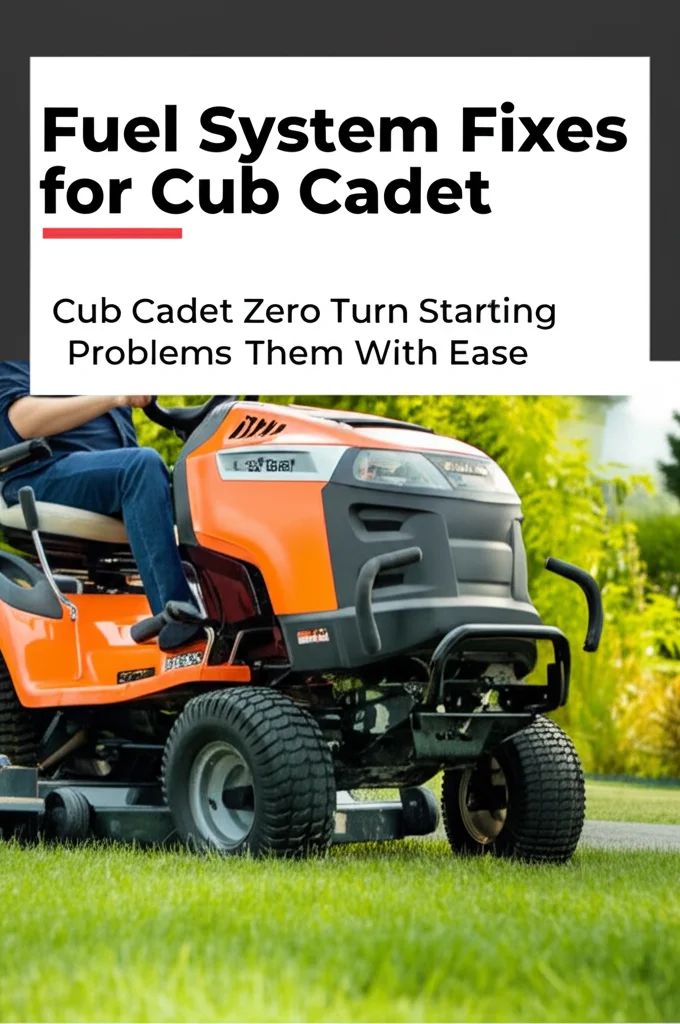 Fuel System Fixes
for Cub Cadet
Cub Cadet Zero Turn Starting
Problems Them With Ease